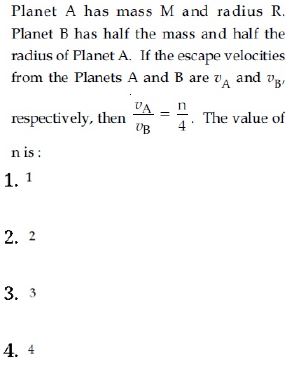 Planet A has mass M and radius R.
Planet B has half the mass and half the
radius of Planet A. If the escape velocities
from the Planets A and B are v_A and v_B,
respectively, then v_A/v_B = n/4. The value of
n is :
1. 1
2. 2
3. 3
4. 4